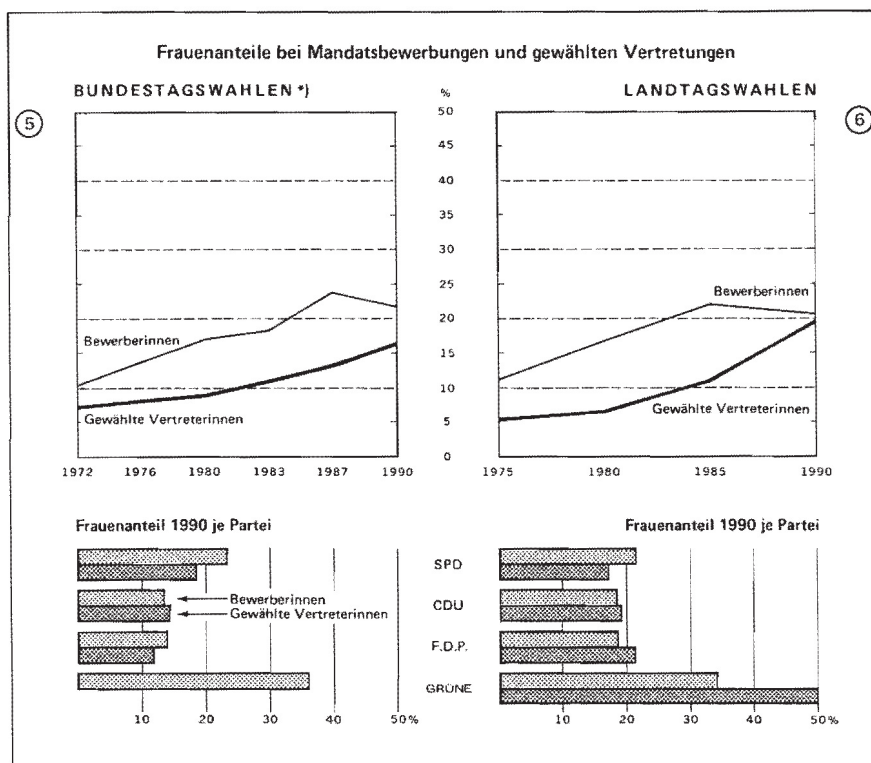 Frauenanteile bei Mandatsbewerbungen und gewählten Vertretungen
BUNDESTAGSWAHLEN *)
%
LANDTAGSWAHLEN
5
6
50
45
40
35
30
25
20
15
10
5
0
Bewerberinnen
Gewählte Vertreterinnen
1972 1976 1980 1983 1987 1990
Bewerberinnen
Gewählte Vertreterinnen
1975 1980 1985 1990
Frauenanteil 1990 je Partei
Frauenanteil 1990 je Partei
SPD
Bewerberinnen
Gewählte Vertreterinnen
CDU
F.D.P.
GRÜNE
10 20 30 40 50%
10 20 30 40 50%